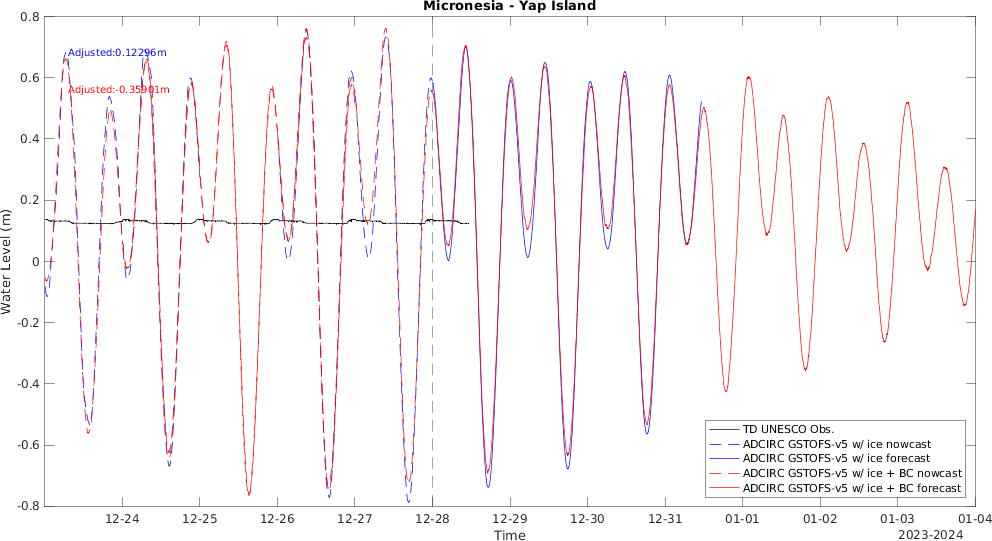 Micronesia - Yap Island
0.8
0.6
0.4
0.2
0
-0.2
-0.4
-0.6
-0.8
Water Level (m)
Adjusted:0.12296m
Adjusted:-0.35901m
TD UNESCO Obs.
ADCIRC GSTOFS-v5 w/ ice nowcast
ADCIRC GSTOFS-v5 w/ ice forecast
ADCIRC GSTOFS-v5 w/ ice + BC nowcast
ADCIRC GSTOFS-v5 w/ ice + BC forecast
12-24 12-25 12-26 12-27 12-28 12-29 12-30 12-31 01-01 01-02 01-03 01-04
Time
2023-2024